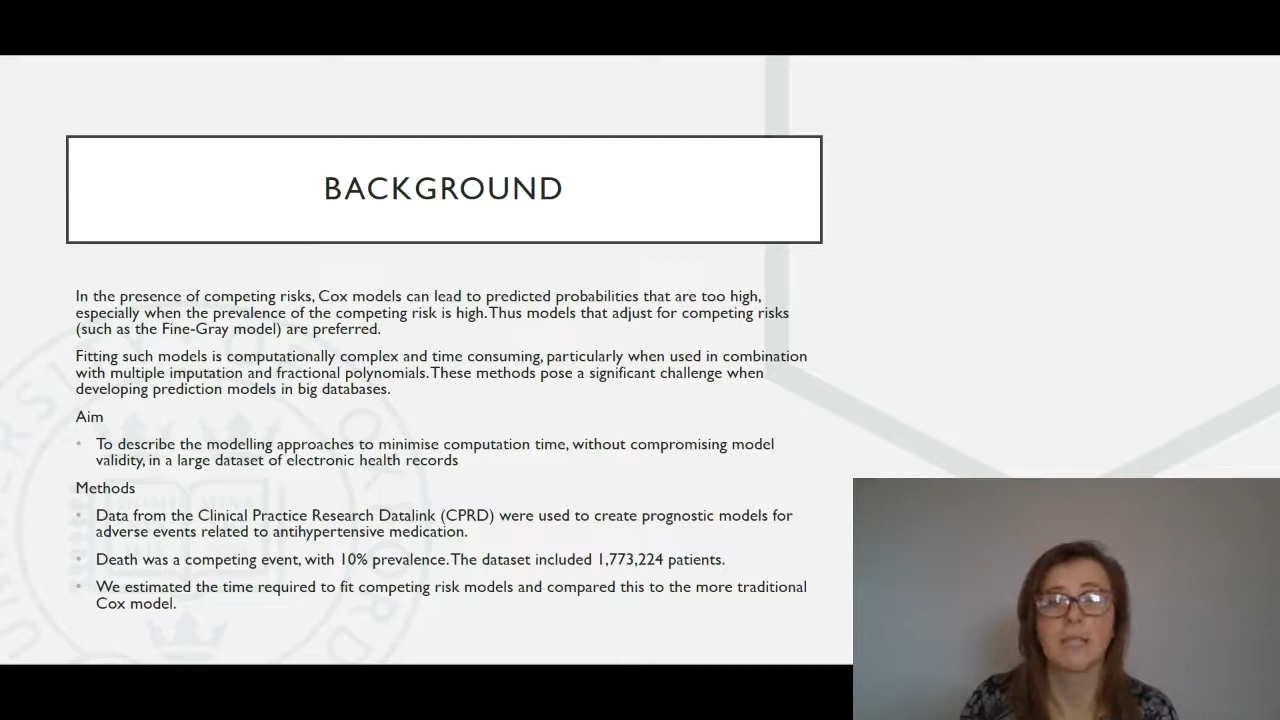 BACKGROUND
In the presence of competing risks, Cox models can lead to predicted probabilities that are too high,
especially when the prevalence of the competing risk is high. Thus models that adjust for competing risks
(such as the Fine-Gray model) are preferred.
Fitting such models is computationally complex and time consuming, particularly when used in combination
with multiple imputation and fractional polynomials. These methods pose a significant challenge when
developing prediction models in big databases.
Aim
• To describe the modelling approaches to minimise computation time, without compromising model
validity, in a large dataset of electronic health records
Methods
• Data from the Clinical Practice Research Datalink (CPRD) were used to create prognostic models for
adverse events related to antihypertensive medication.
• Death was a competing event, with 10% prevalence. The dataset included 1,773,224 patients.
• We estimated the time required to fit competing risk models and compared this to the more traditional
Cox model.